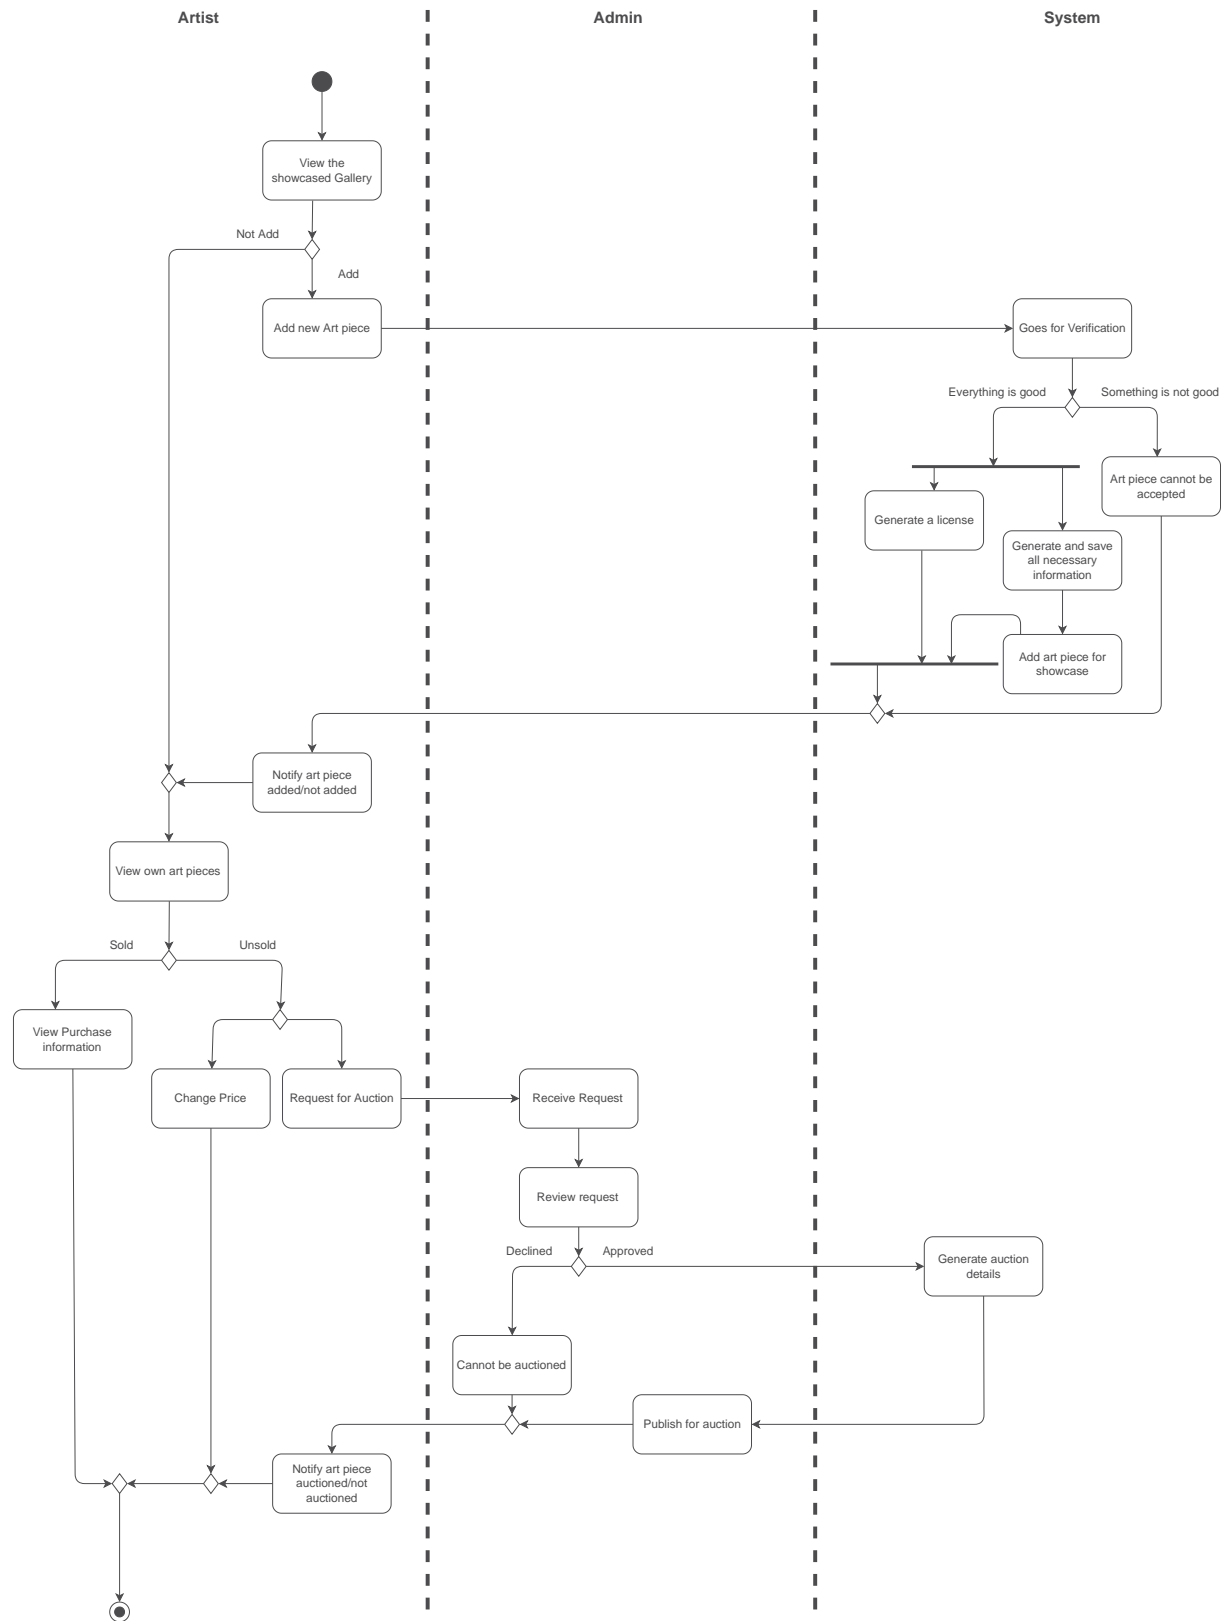 Artist
Admin
System
View the
showcased Gallery
Not Add
Add
Add new Art piece
Goes for Verification
Everything is good
Something is not good
Art piece cannot be
accepted
Generate a license
Generate and save
all necessary
information
Add art piece for
showcase
Notify art piece
added/not added
View own art pieces
Sold
Unsold
View Purchase
information
Change Price
Request for Auction
Receive Request
Review request
Declined
Approved
Generate auction
details
Cannot be auctioned
Publish for auction
Notify art piece
auctioned/not
auctioned